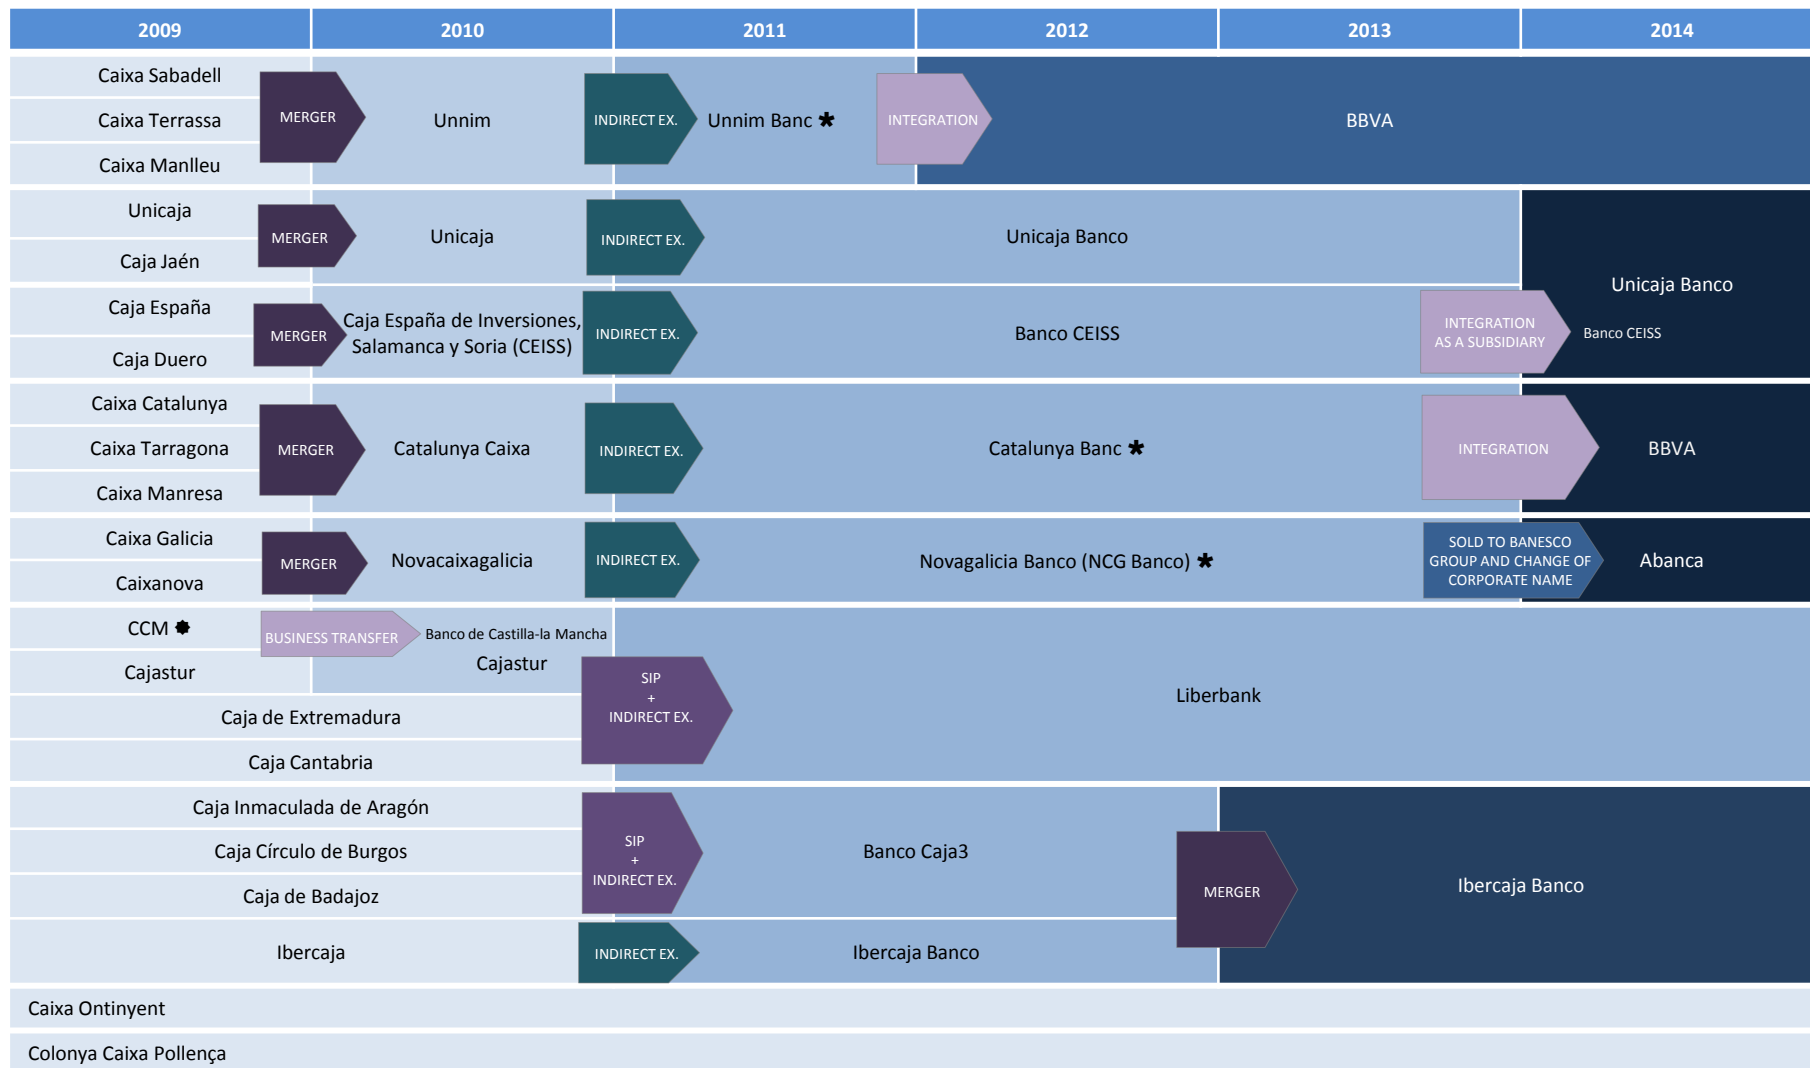 2009 2010 2011 2012 2013 2014
Caixa Sabadell
Caixa Terrassa
Caixa Manlleu
MERGER
Unnim
INDIRECT EX.
Unnim Banc *
INTEGRATION
BBVA
Unicaja
Caja Jaén
MERGER
Unicaja
INDIRECT EX.
Unicaja Banco
Caja España
Caja Duero
MERGER
Caja España de Inversiones,
Salamanca y Soria (CEISS)
INDIRECT EX.
Banco CEISS
INTEGRATION
AS A SUBSIDIARY
Unicaja Banco
Banco CEISS
Caixa Catalunya
Caixa Tarragona
Caixa Manresa
MERGER
Catalunya Caixa
INDIRECT EX.
Catalunya Banc *
INTEGRATION
BBVA
Caixa Galicia
Caixanova
MERGER
Novacaixagalicia
INDIRECT EX.
Novagalicia Banco (NCG Banco) *
SOLD TO BANESCO
GROUP AND CHANGE OF
CORPORATE NAME
Abanca
CCM
Cajastur
BUSINESS TRANSFER
Banco de Castilla-la Mancha
Cajastur
Caja de Extremadura
Caja Cantabria
SIP
+
INDIRECT EX.
Liberbank
Caja Inmaculada de Aragón
Caja Círculo de Burgos
Caja de Badajoz
SIP
+
INDIRECT EX.
Banco Caja3
Ibercaja
INDIRECT EX.
Ibercaja Banco
MERGER
Ibercaja Banco
Caixa Ontinyent
Colonya Caixa Pollença